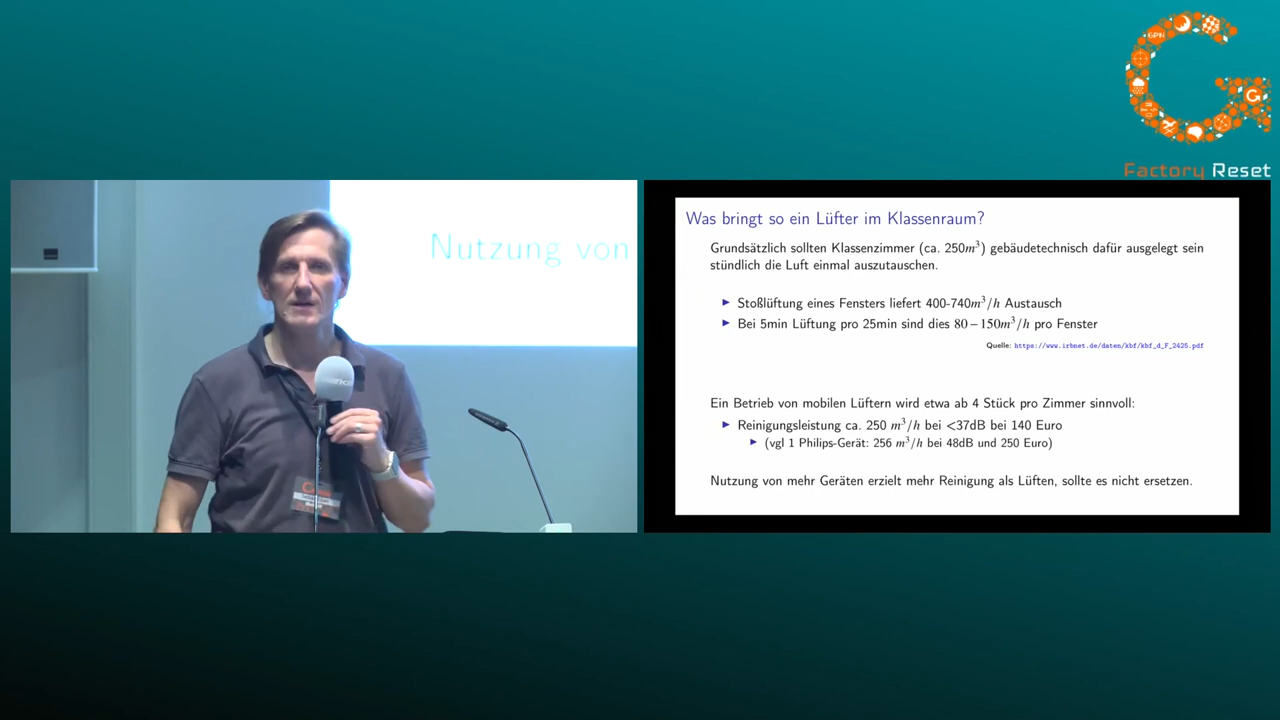 GPN
G
Factory Reset
Nutzung von
Was bringt so ein Lüfter im Klassenraum?
Grundsätzlich sollten Klassenzimmer (ca. 250m³) gebäudetechnisch dafür ausgelegt sein
stündlich die Luft einmal auszutauschen.
▶ Stoßlüftung eines Fensters liefert 400-740m³/h Austausch
▶ Bei 5min Lüftung pro 25min sind dies 80 – 150m³/h pro Fenster
Quelle: https://www.irbnet.de/daten/kbf/kbf_d_F_2425.pdf
Ein Betrieb von mobilen Lüftern wird etwa ab 4 Stück pro Zimmer sinnvoll:
▶ Reinigungsleistung ca. 250 m³/h bei <37dB bei 140 Euro
▶ (vgl 1 Philips-Gerät: 256 m³/h bei 48dB und 250 Euro)
Nutzung von mehr Geräten erzielt mehr Reinigung als Lüften, sollte es nicht ersetzen.